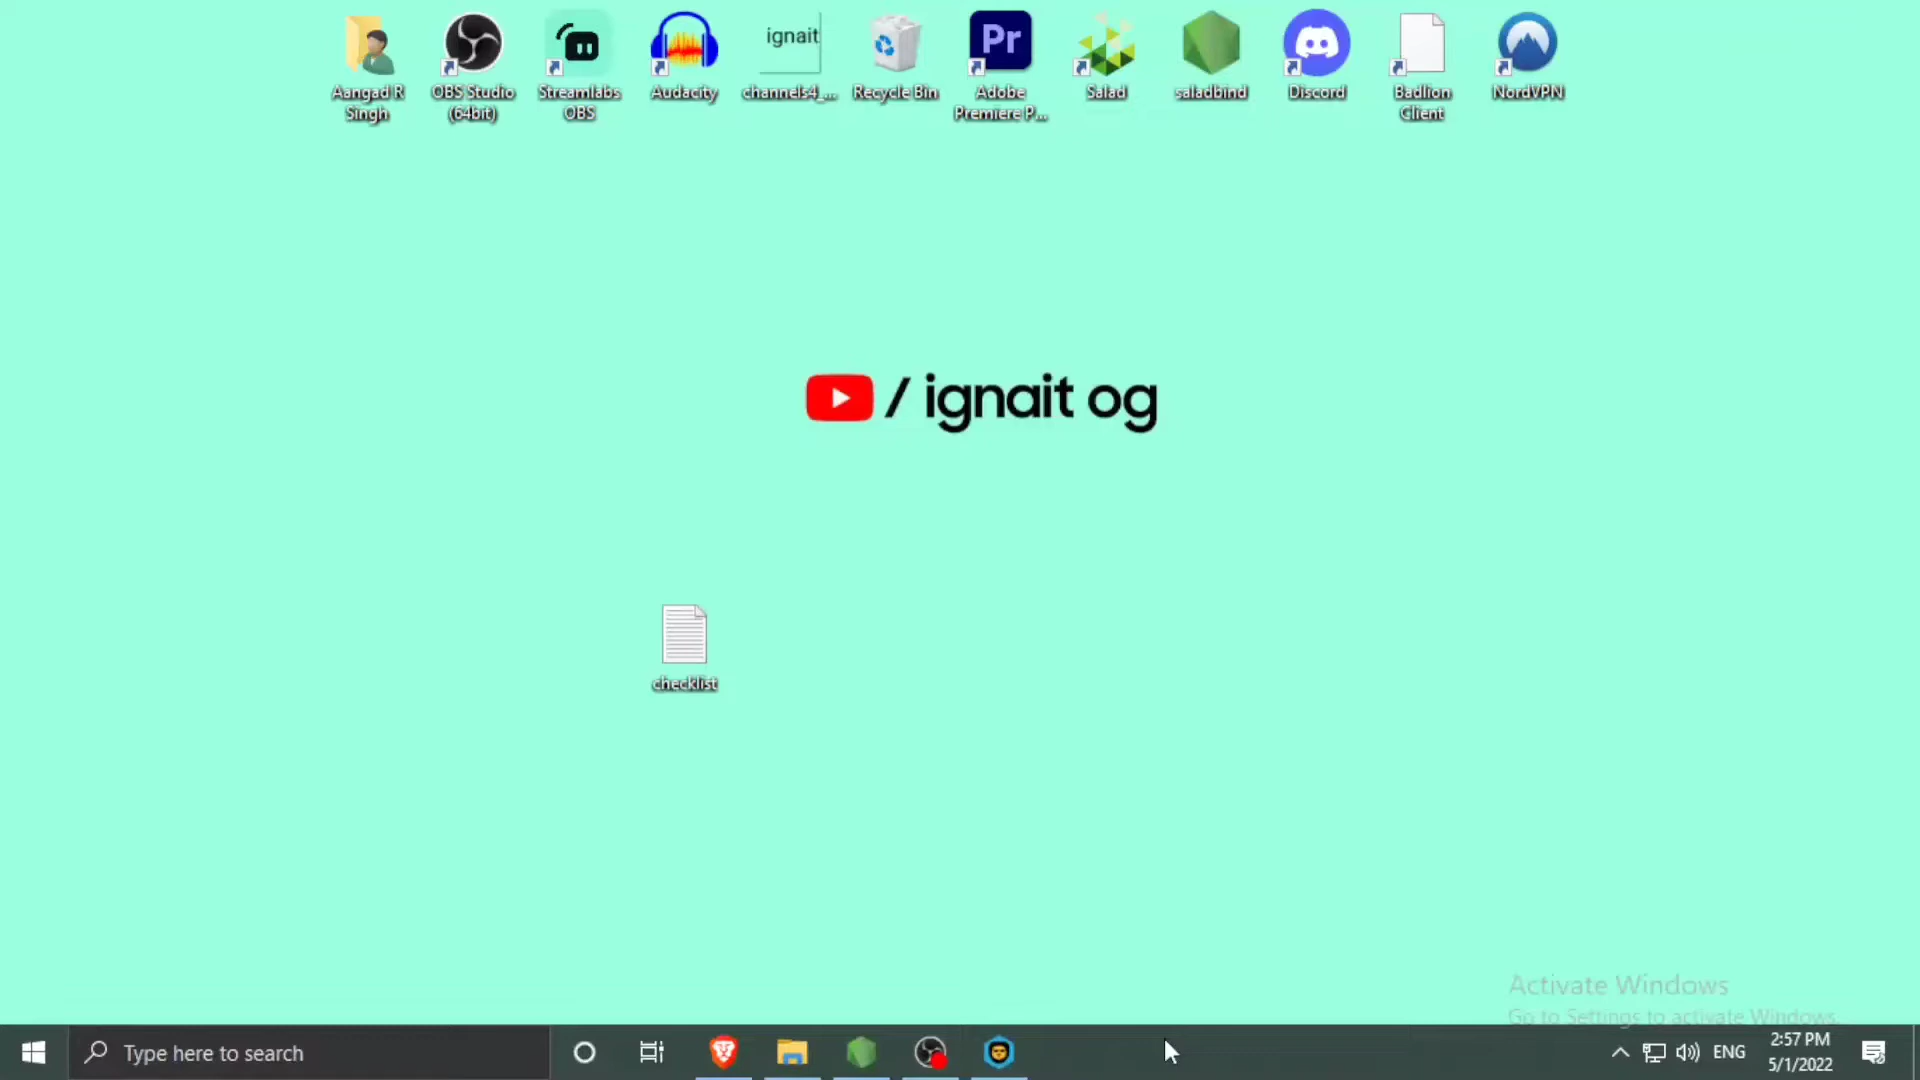 Aangad R
Singh
OBS Studio
(64bit)
Streamlabs
OBS
Audacity
ignait
channels4_...
Recycle Bin
Pr
Adobe
Premiere P...
Salad
saladbind
Discord
Badlion
Client
NordVPN
/ ignait og
checklist
Activate Windows
Go to Settings to activate Windows.
Type here to search
ENG
2:57 PM
5/1/2022